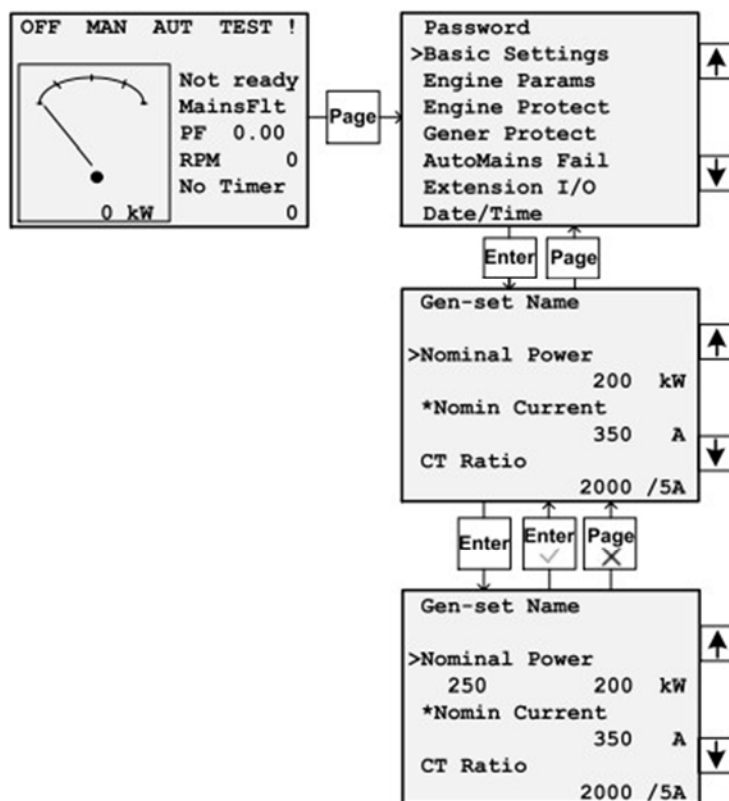 OFF MAN AUT TEST !
Not ready
MainsFlt
PF 0.00
RPM 0
No Timer
0 kW 0
Page
Password
>Basic Settings
Engine Params
Engine Protect
Gener Protect
AutoMains Fail
Extension I/O
Date/Time
Enter Page
Gen-set Name
>Nominal Power
200 kW
*Nomin Current
350 A
CT Ratio
2000 /5A
Enter Enter Page
Gen-set Name
>Nominal Power
250 200 kW
*Nomin Current
350 A
CT Ratio
2000 /5A